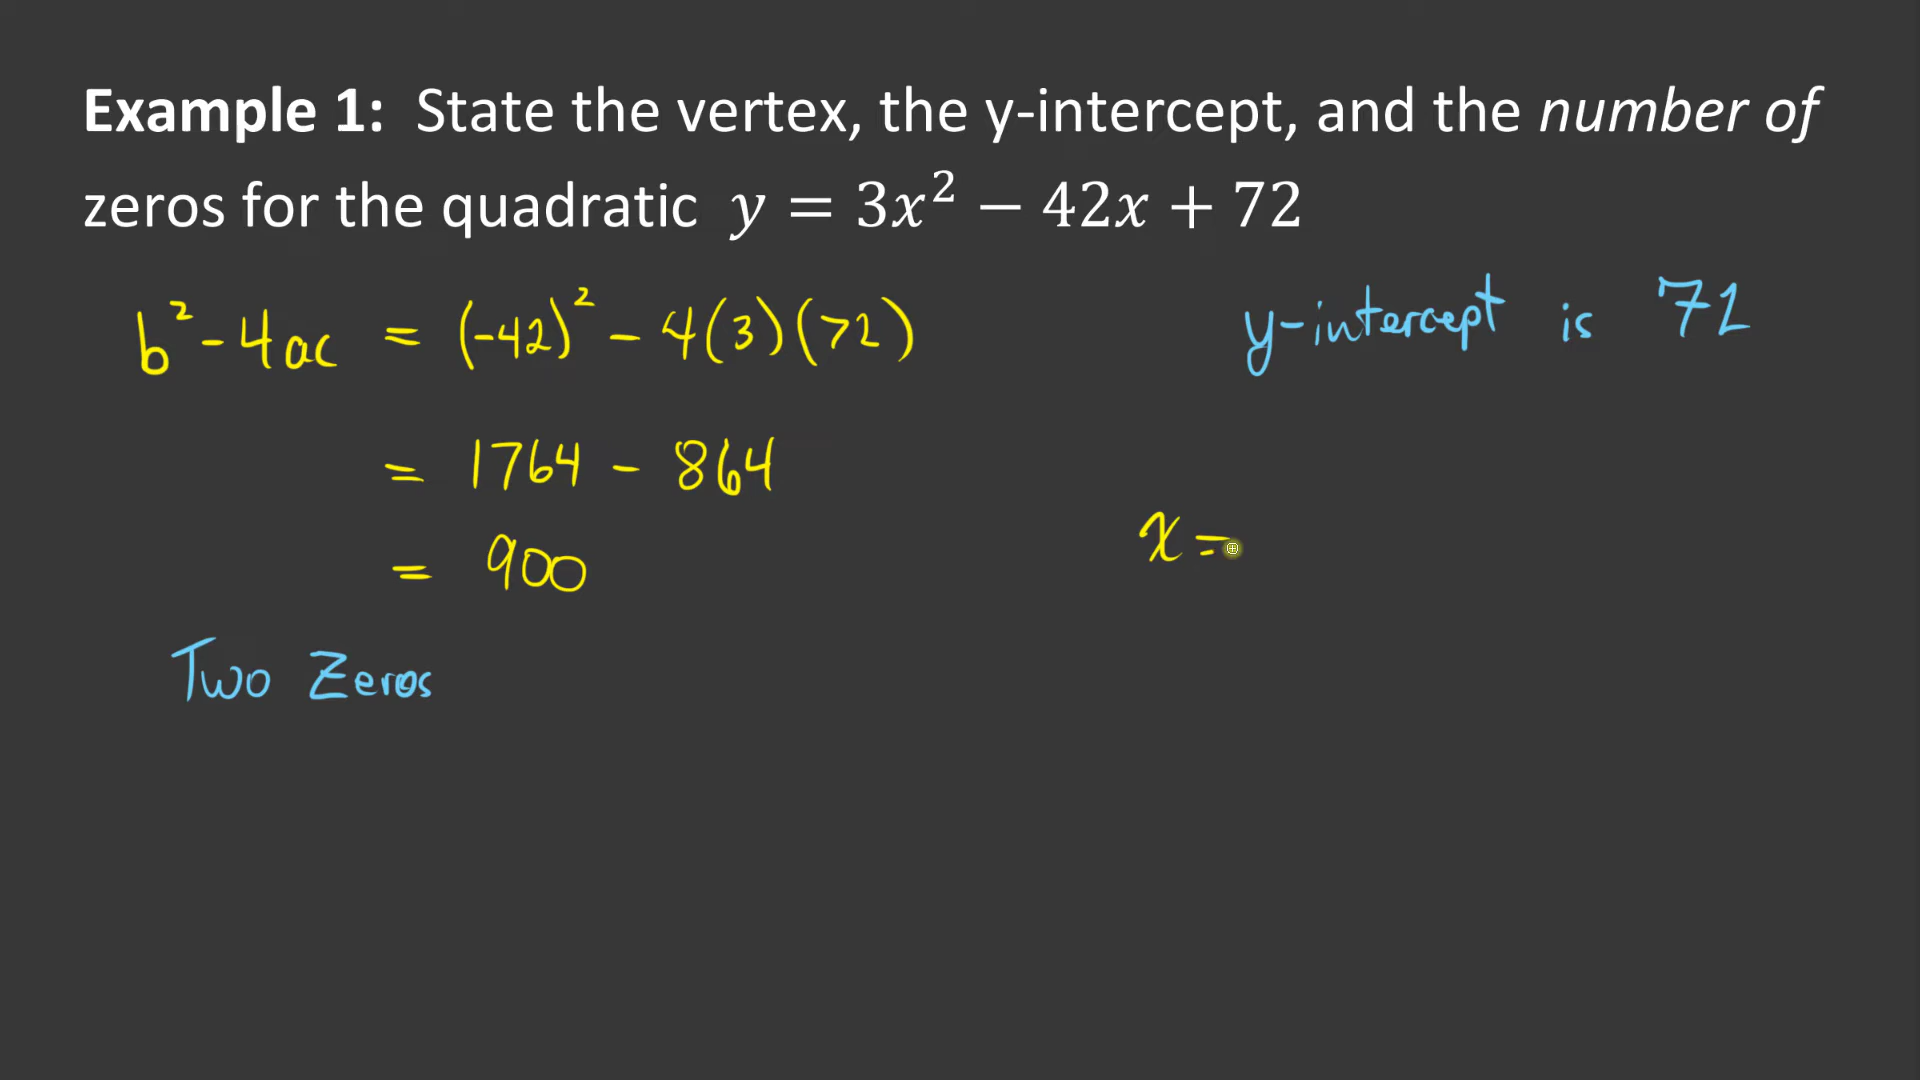 Example 1: State the vertex, the y-intercept, and the number of
zeros for the quadratic y = 3x² − 42x + 72
b² - 4ac = (-42)² - 4(3)(72)
= 1764 - 864
= 900
Two Zeros
y-intercept is 72
x =